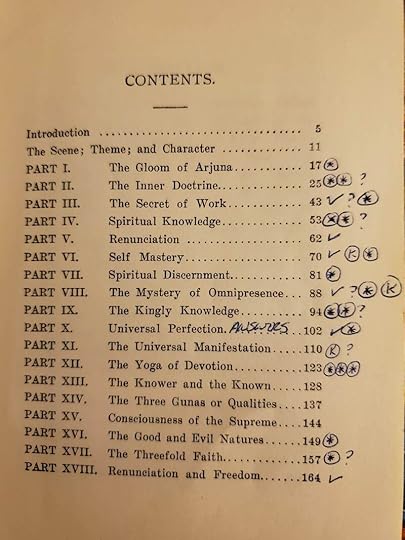 CONTENTS.
Introduction .............................. 5
The Scene; Theme; and Character ............ 11
PART I. The Gloom of Arjuna........... 17 *
PART II. The Inner Doctrine............ 25 ** ?
PART III. The Secret of Work........... 43 ✓ ? *
PART IV. Spiritual Knowledge.......... 53 ** ?
PART V. Renunciation ................ 62 ✓
PART VI. Self Mastery................. 70 ✓ K *
PART VII. Spiritual Discernment........ 81 *
PART VIII. The Mystery of Omnipresence... 88 ✓ ? * K
PART IX. The Kingly Knowledge......... 94 ** ?
PART X. Universal Perfection. ANSWERS .. 102 ✓ *
PART XI. The Universal Manifestation.. 110 K ?
PART XII. The Yoga of Devotion......... 123 ***
PART XIII. The Knower and the Known.... 128
PART XIV. The Three Gunas or Qualities.... 137
PART XV. Consciousness of the Supreme... 144
PART XVI. The Good and Evil Natures..... 149 *
PART XVII. The Threefold Faith.......... 157 * ?
PART XVIII. Renunciation and Freedom...... 164 ✓